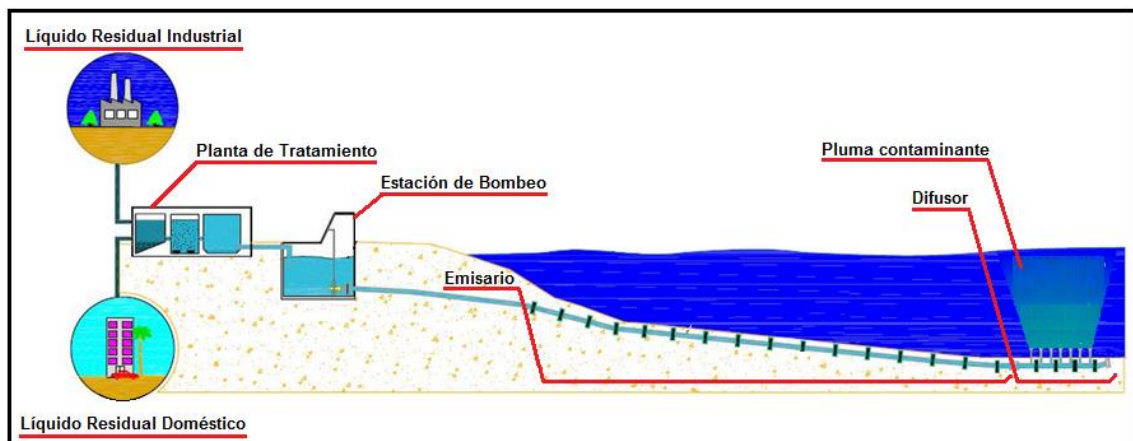 Líquido Residual Industrial
Planta de Tratamiento
Estación de Bombeo
Pluma contaminante
Difusor
Emisario
Líquido Residual Doméstico